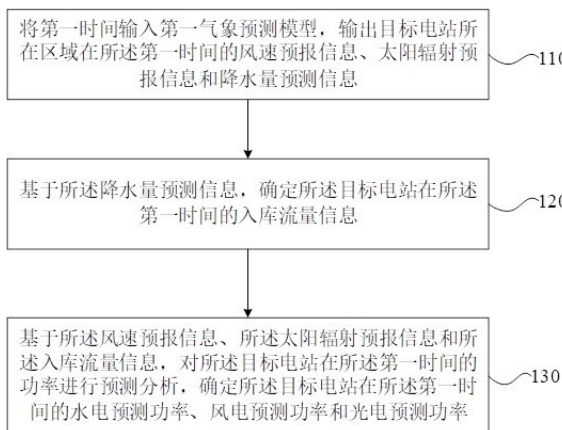 将第一时间输入第一气象预测模型，输出目标电站所
在区域在所述第一时间的风速预报信息、太阳辐射预
报信息和降水量预测信息
110
基于所述降水量预测信息，确定所述目标电站在所述
第一时间的入库流量信息
120
基于所述风速预报信息、所述太阳辐射预报信息和所
述入库流量信息，对所述目标电站在所述第一时间的
功率进行预测分析，确定所述目标电站在所述第一时
间的水电预测功率、风电预测功率和光电预测功率
130